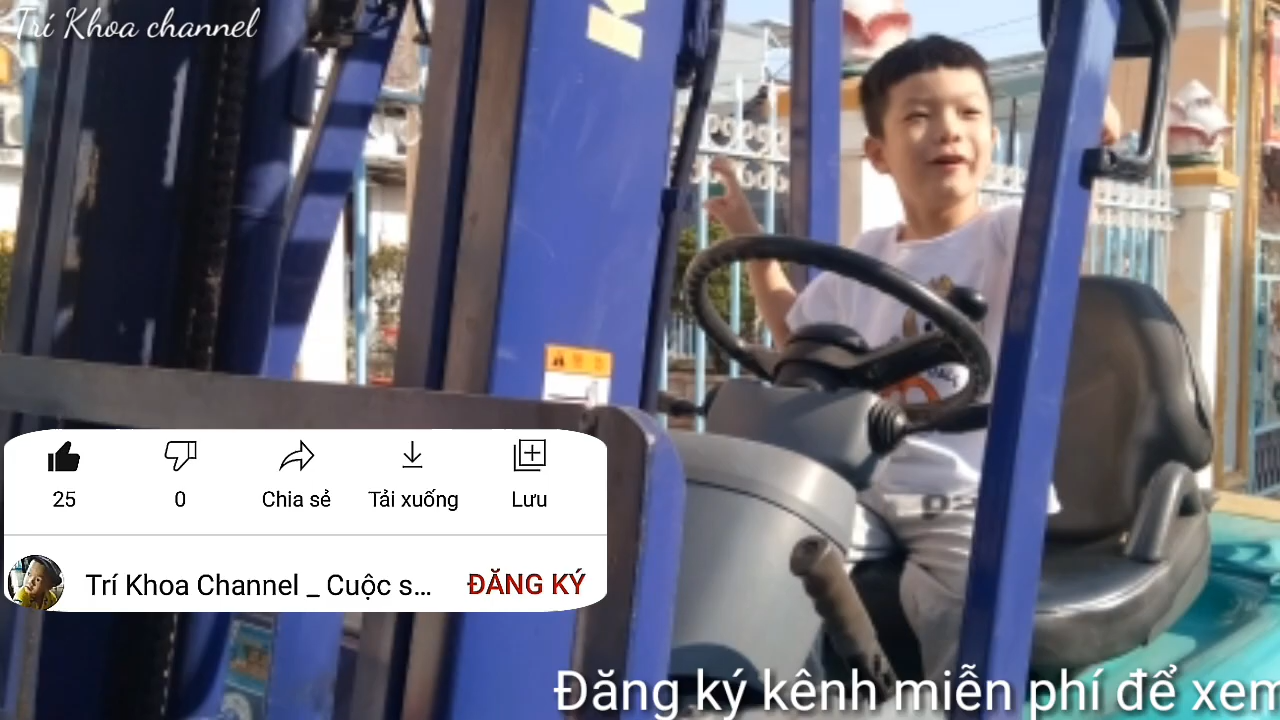 Trí Khoa channel
25
0
Chia sẻ
Tải xuống
Lưu
Trí Khoa Channel _ Cuộc s...
ĐĂNG KÝ
Đăng ký kênh miễn phí để xem